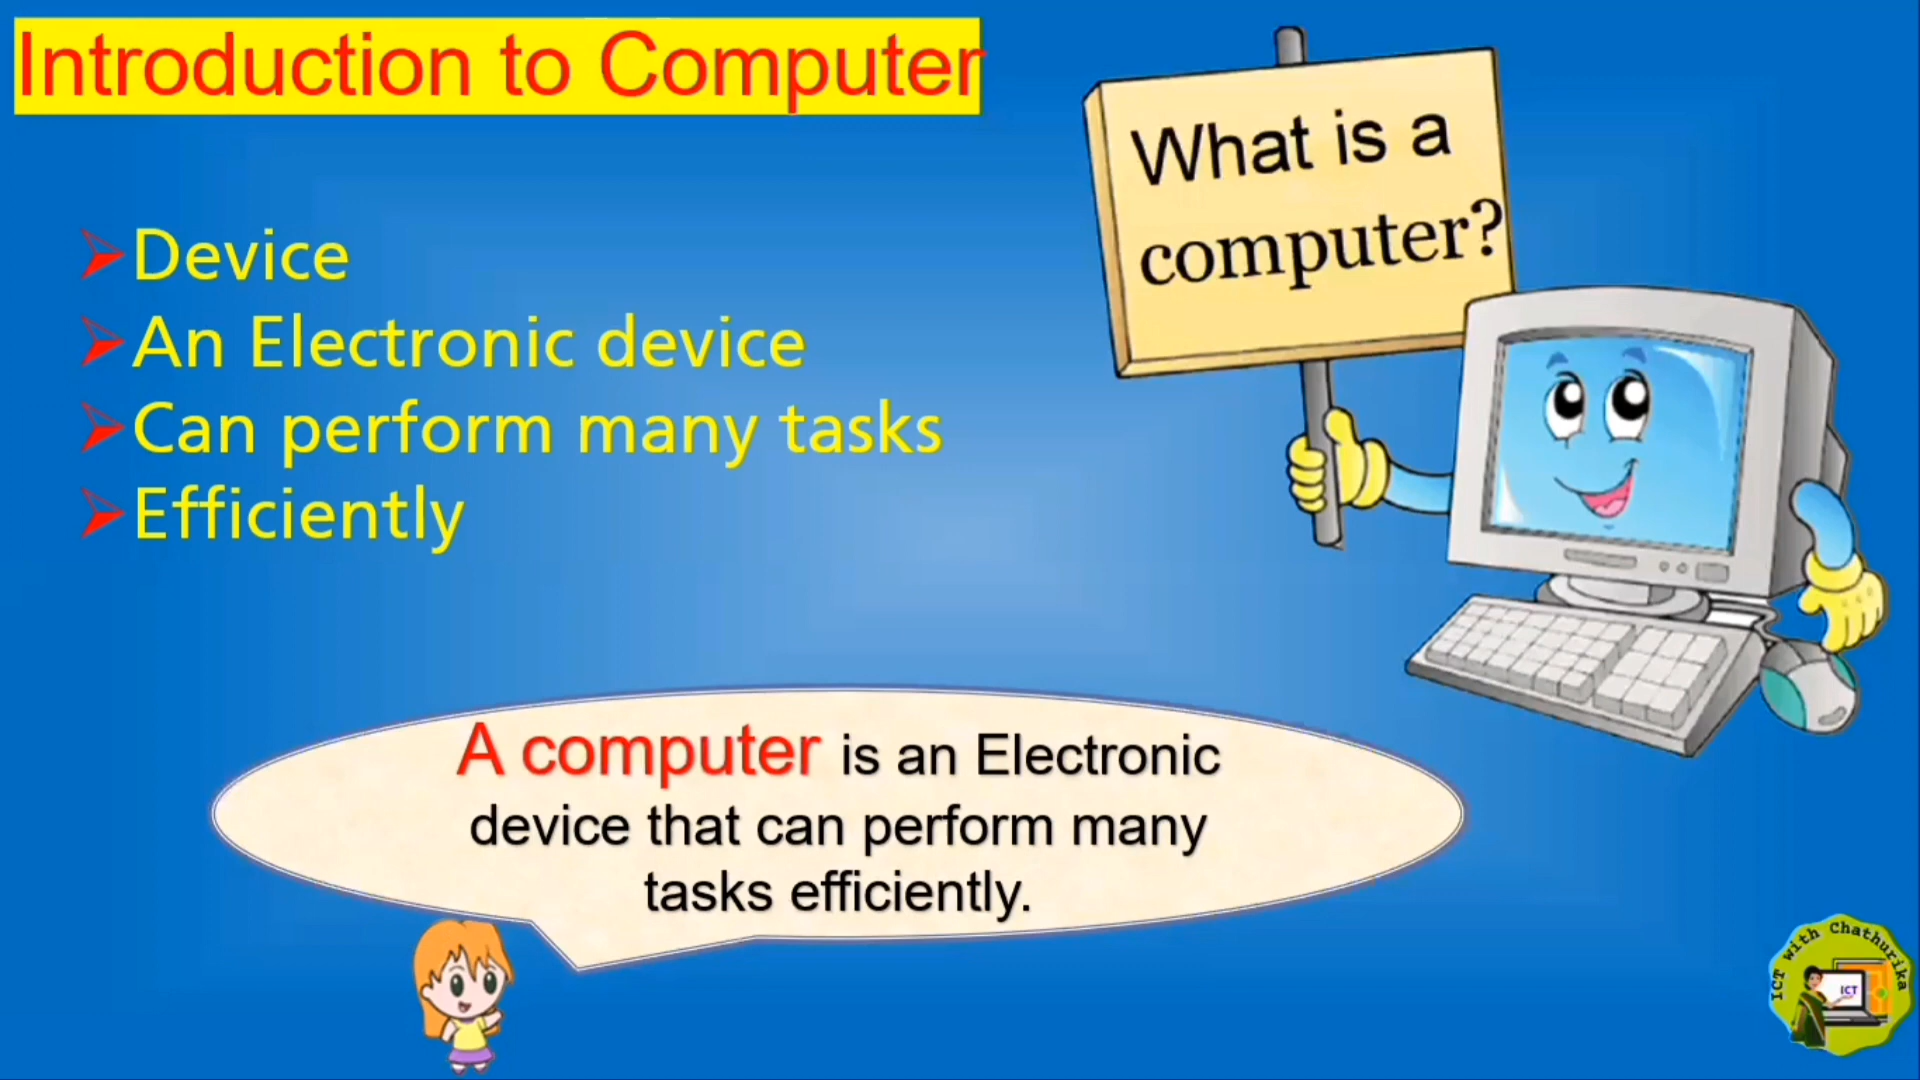 Introduction to Computer
What is a
computer?
Device
An Electronic device
Can perform many tasks
Efficiently
A computer is an Electronic
device that can perform many
tasks efficiently.
ICT with Chathurika
ICT